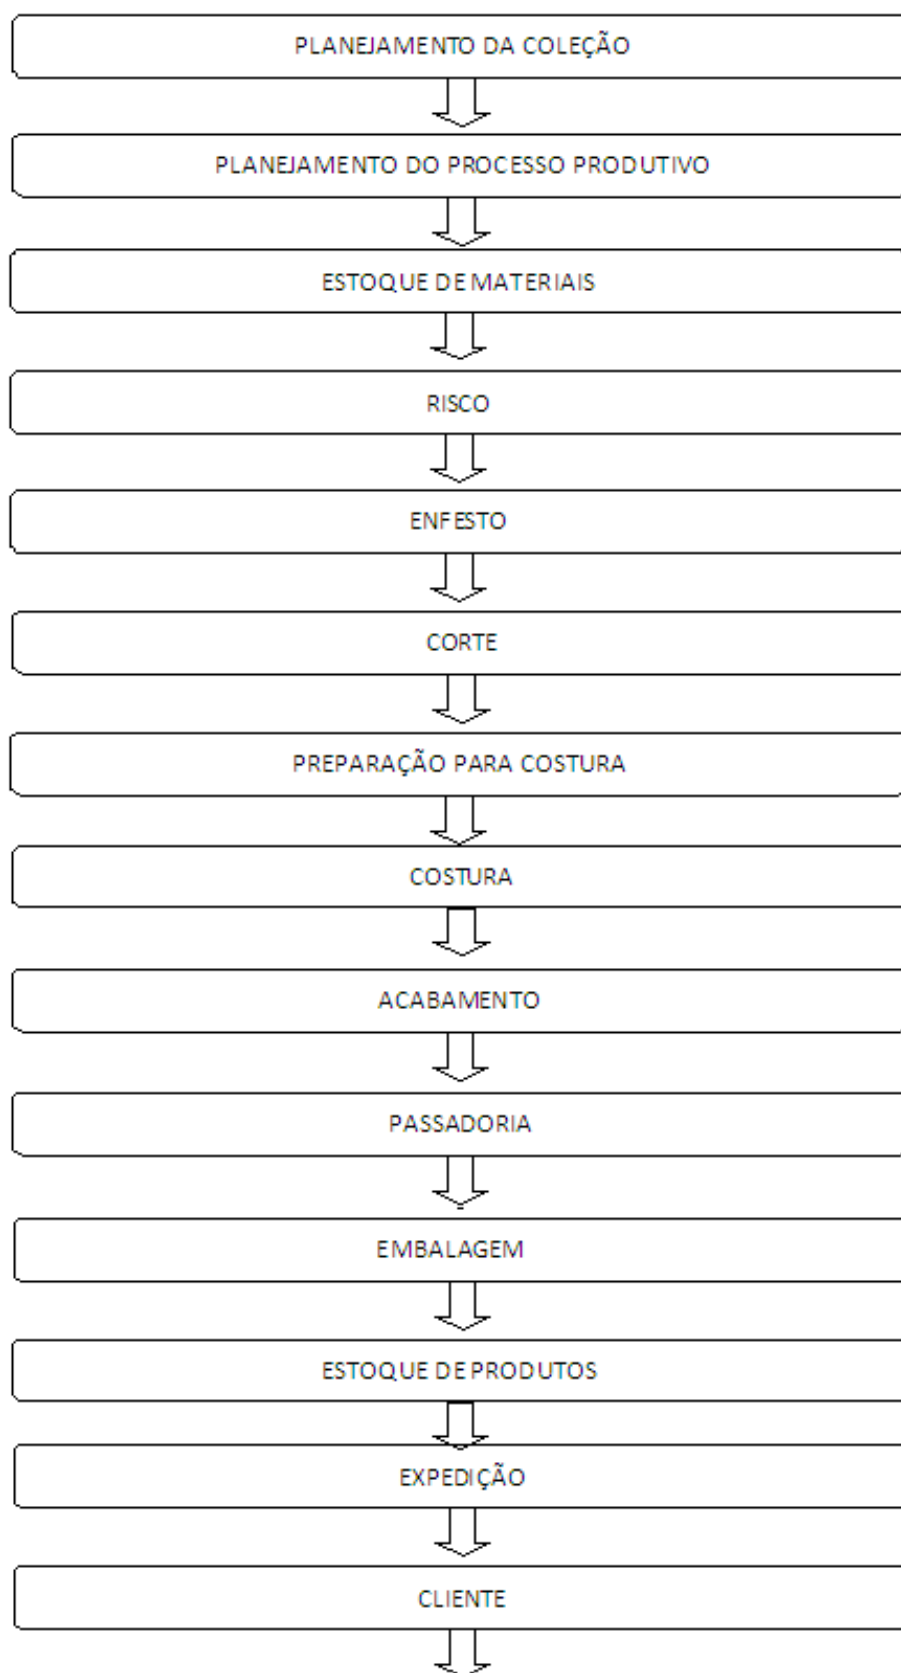 PLANEJAMENTO DA COLEÇÃO
PLANEJAMENTO DO PROCESSO PRODUTIVO
ESTOQUE DE MATERIAIS
RISCO
ENFESTO
CORTE
PREPARAÇÃO PARA COSTURA
COSTURA
ACABAMENTO
PASSADORIA
EMBALAGEM
ESTOQUE DE PRODUTOS
EXPEDIÇÃO
CLIENTE